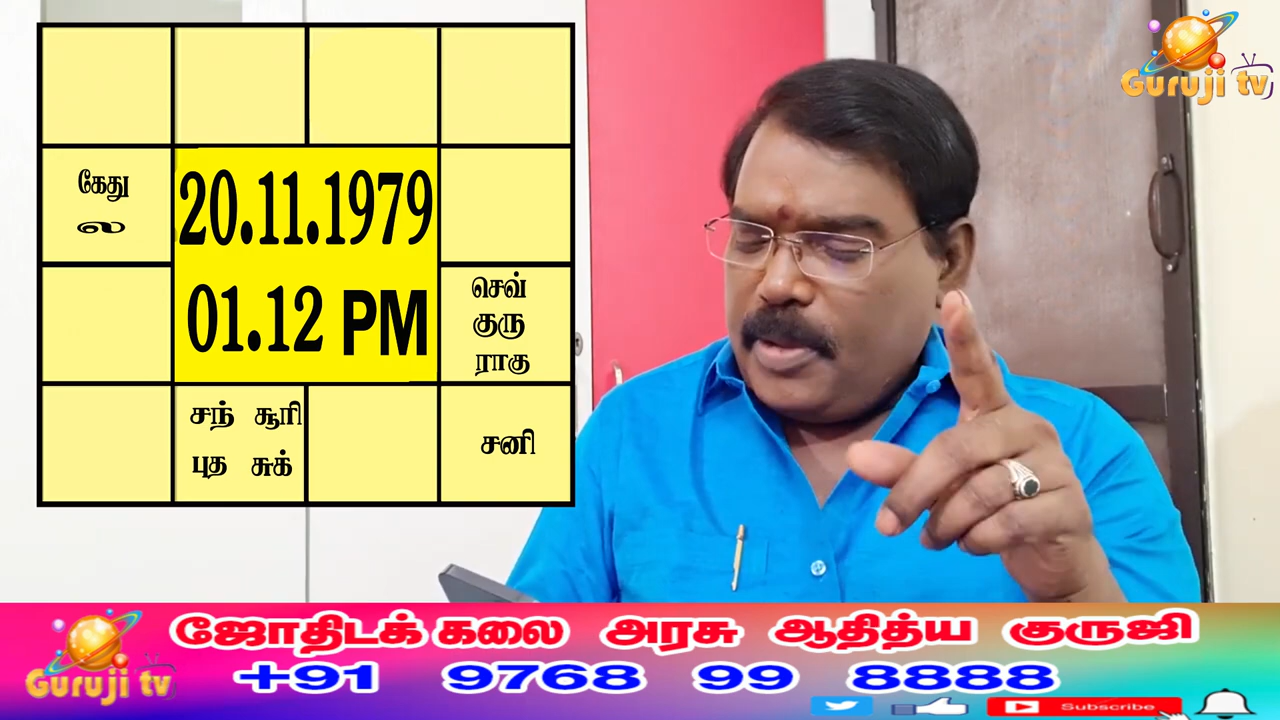 Guruji tv
கேது
ல
20.11.1979
01.12 PM
செவ்
குரு
ராகு
சந் சூரி
புத சுக்
சனி
ஜோதிடக் கலை அரசு ஆதித்ய குருஜி
+91 9768 99 8888
Guruji tv
Subscribe